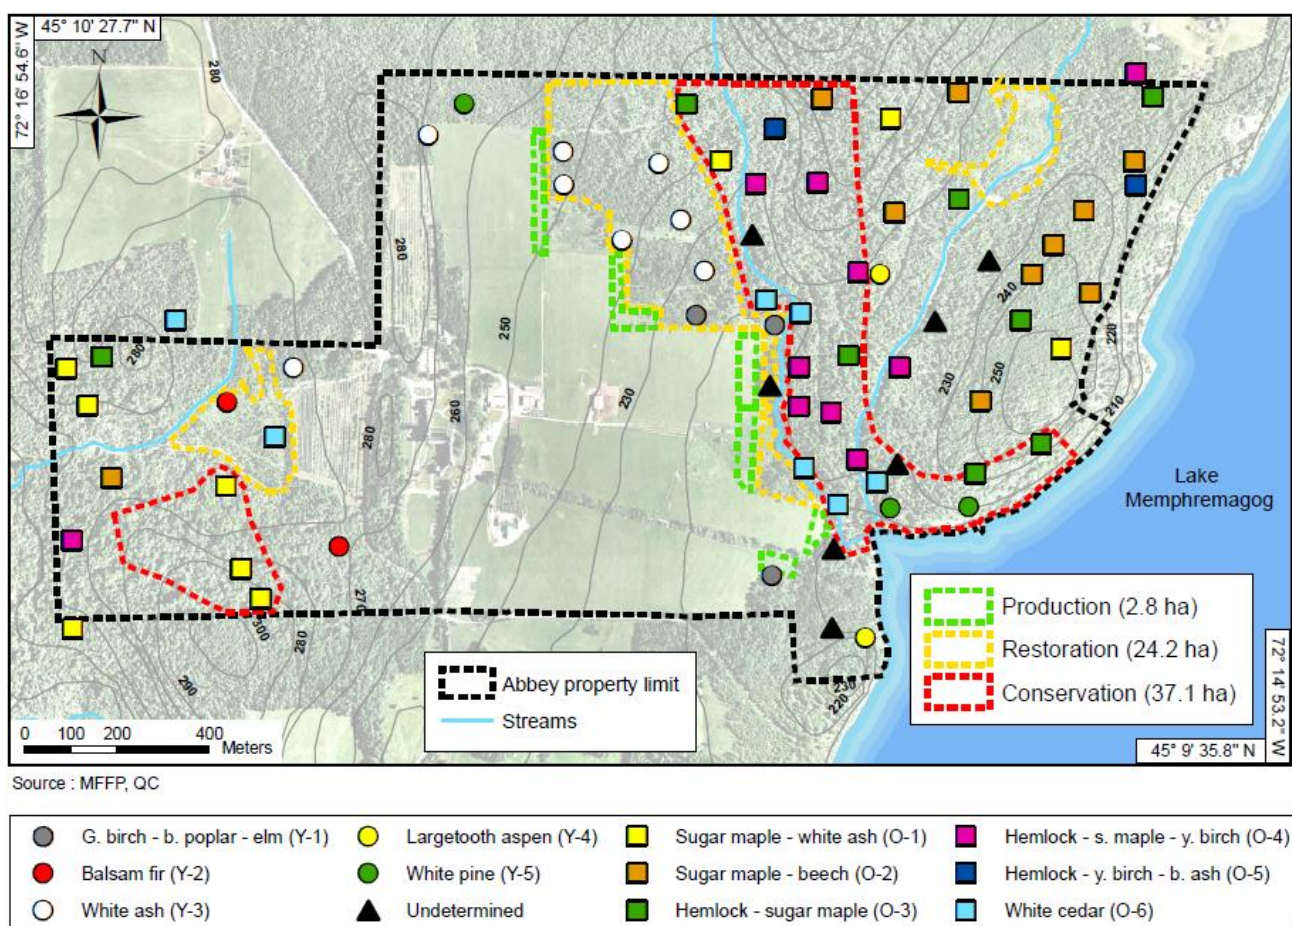 45° 10' 27.7" N
72° 16' 54.6" W
N
280
280
250
240
220
230
250
230
210
280
260
280
270
300
280
290
230
220
Lake
Memphremagog
Production (2.8 ha)
Restoration (24.2 ha)
Conservation (37.1 ha)
Abbey property limit
Streams
0 100 200 400
Meters
72° 14' 53.2" W
45° 9' 35.8" N
Source : MFFP, QC
G. birch - b. poplar - elm (Y-1)
Largetooth aspen (Y-4)
Sugar maple - white ash (O-1)
Hemlock - s. maple - y. birch (O-4)
Balsam fir (Y-2)
White pine (Y-5)
Sugar maple - beech (O-2)
Hemlock - y. birch - b. ash (O-5)
White ash (Y-3)
Undetermined
Hemlock - sugar maple (O-3)
White cedar (O-6)